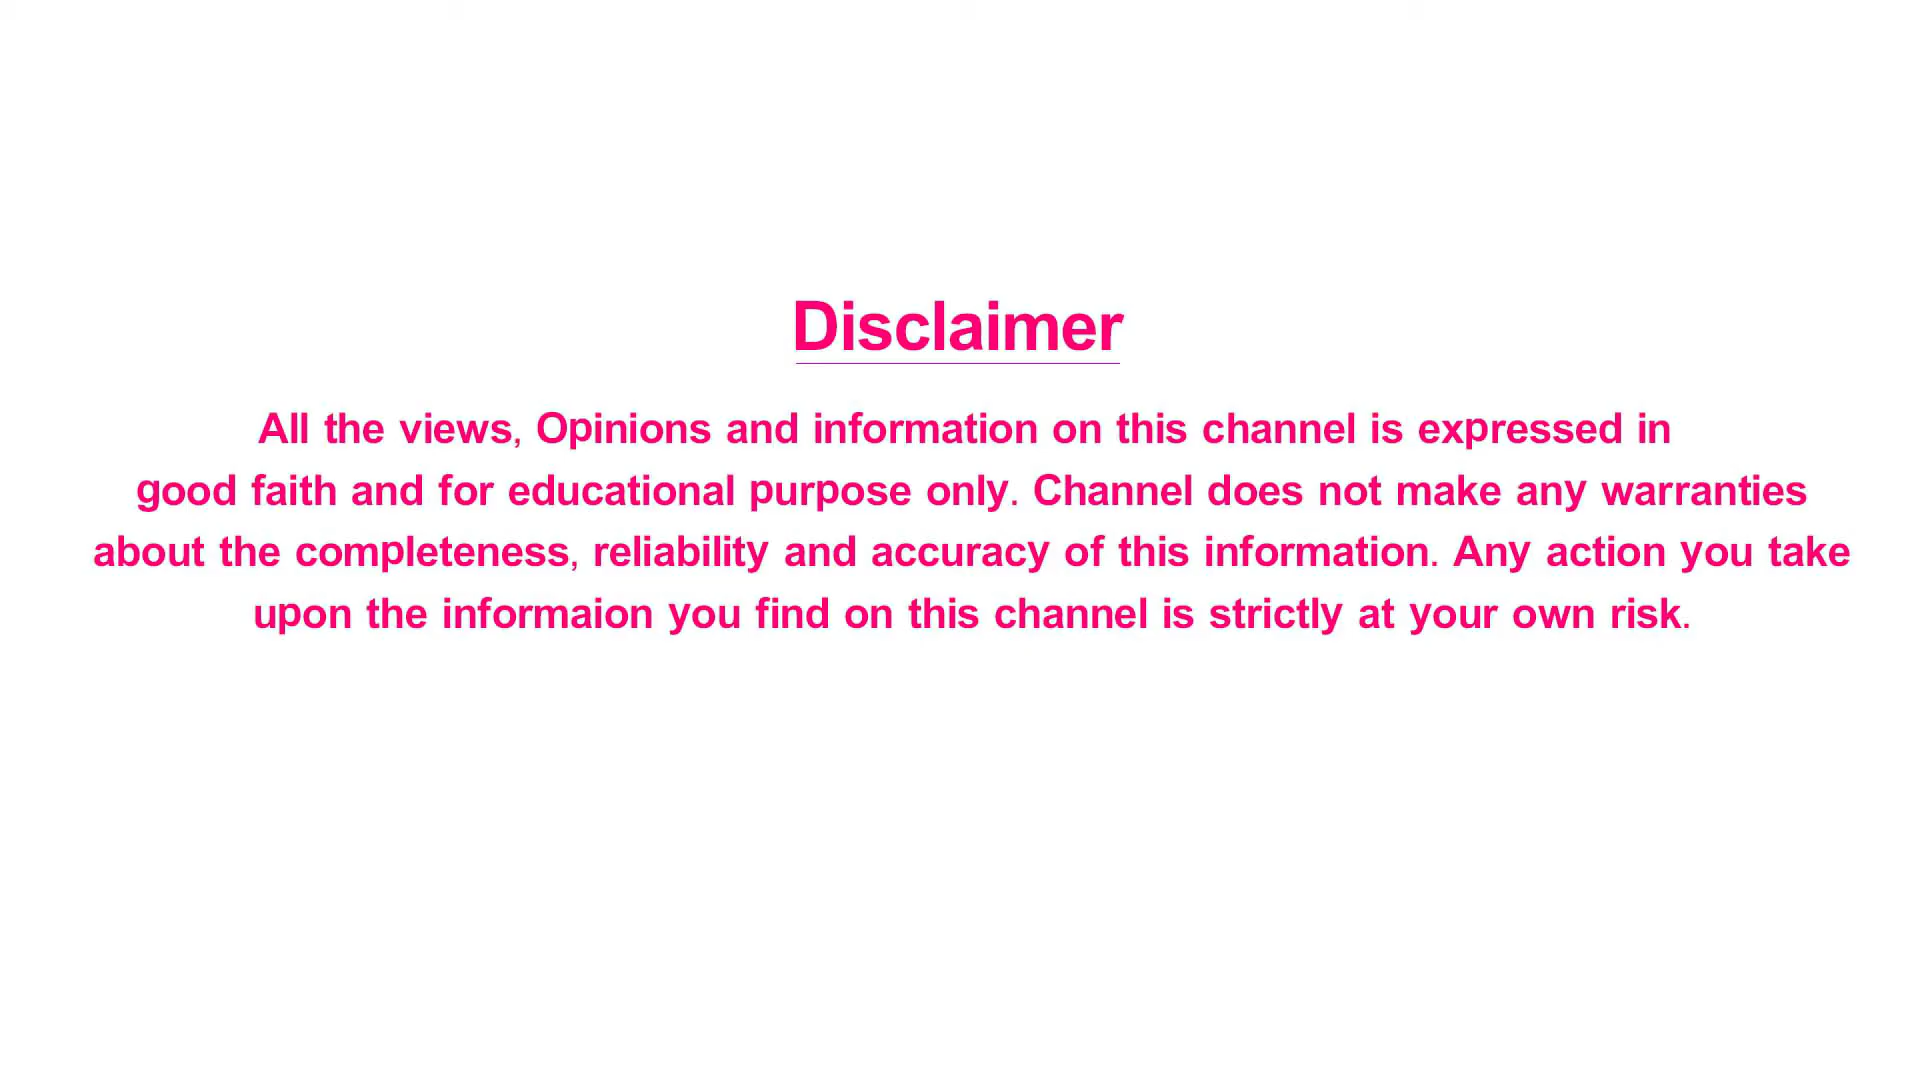 Disclaimer
All the views, Opinions and information on this channel is expressed in
good faith and for educational purpose only. Channel does not make any warranties
about the completeness, reliability and accuracy of this information. Any action you take
upon the informaion you find on this channel is strictly at your own risk.